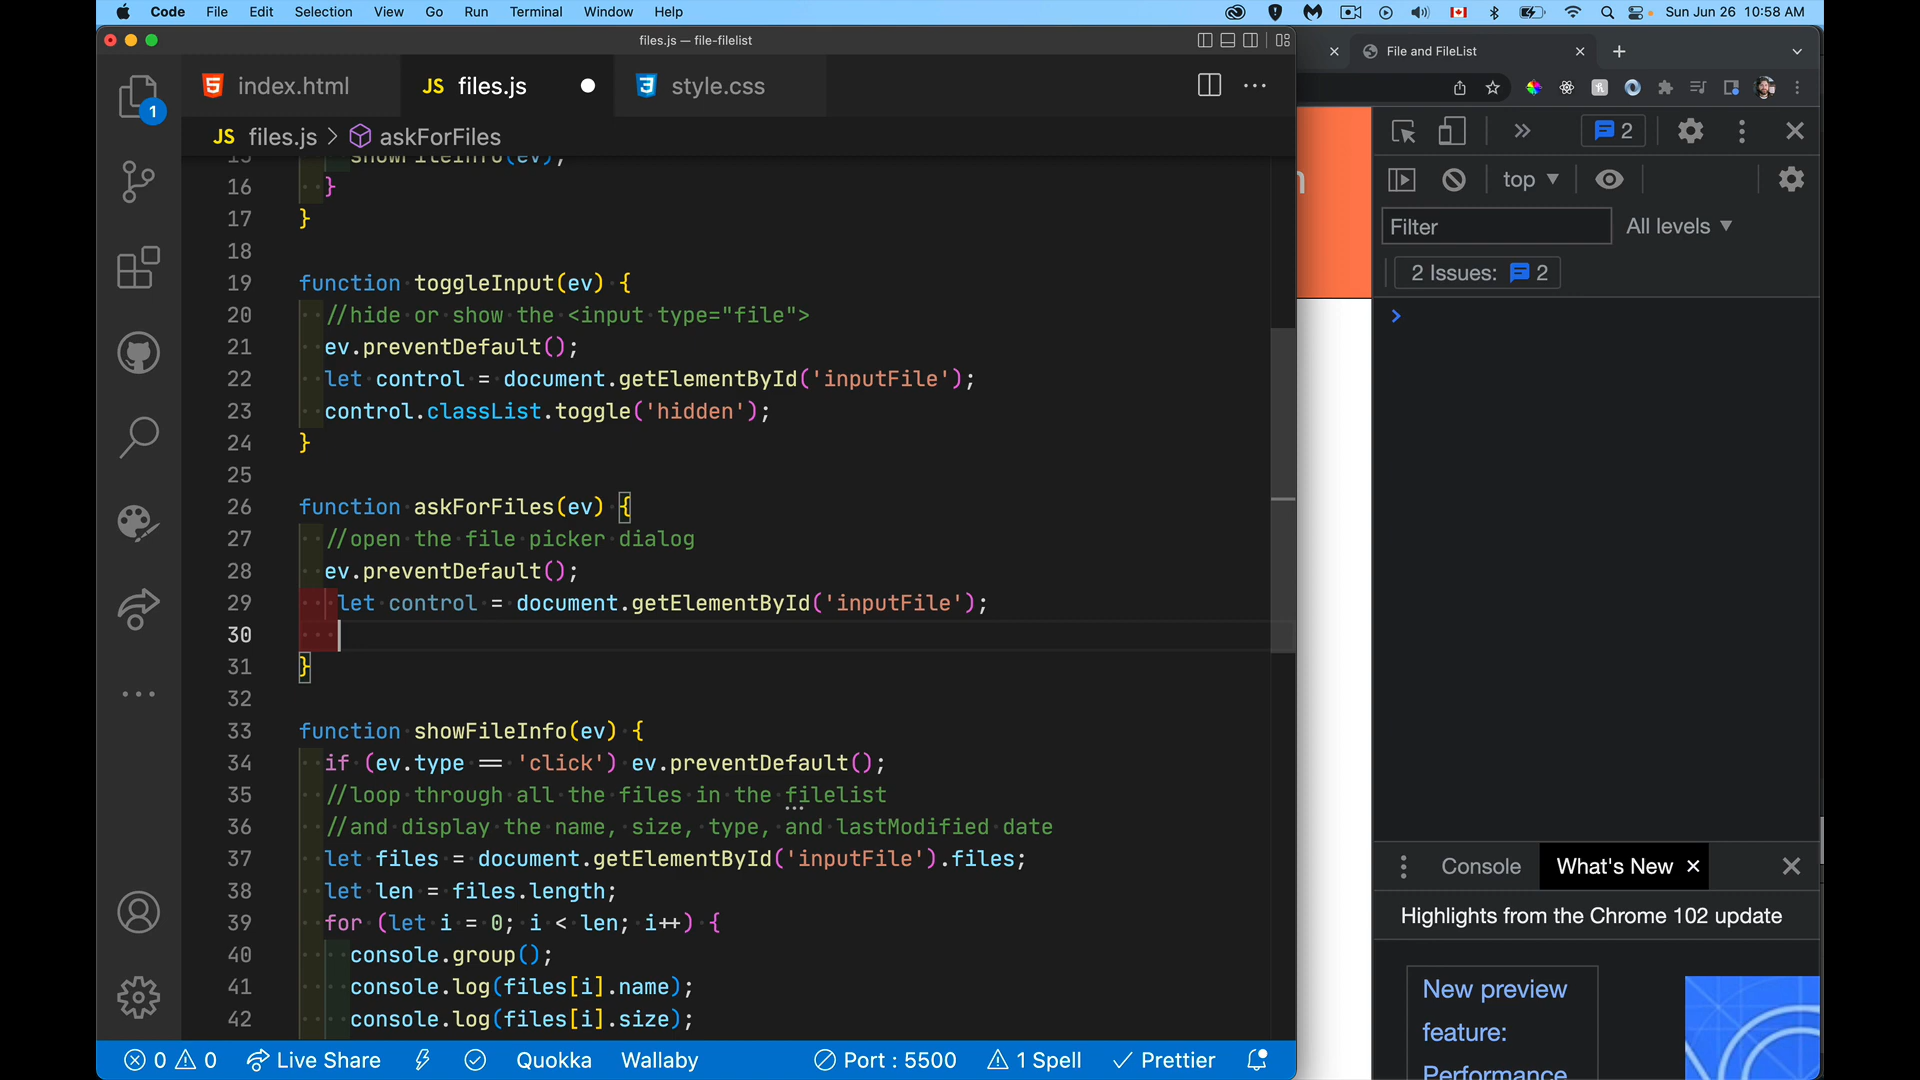 Code File Edit Selection View Go Run Terminal Window Help Sun Jun 26 10:58 AM
files.js — file-filelist
File and FileList
index.html
JS files.js
style.css
JS files.js > askForFiles
1
15 showFileInfo(ev);
16 }
17 }
18
19 function toggleInput(ev) {
20 //hide or show the <input type="file">
21 ev.preventDefault();
22 let control = document.getElementById('inputFile');
23 control.classList.toggle('hidden');
24 }
25
26 function askForFiles(ev) {
27 //open the file picker dialog
28 ev.preventDefault();
29 let control = document.getElementById('inputFile');
30
31 }
32
33 function showFileInfo(ev) {
34 if (ev.type == 'click') ev.preventDefault();
35 //loop through all the files in the filelist
36 //and display the name, size, type, and lastModified date
37 let files = document.getElementById('inputFile').files;
38 let len = files.length;
39 for (let i = 0; i < len; i++) {
40 console.group();
41 console.log(files[i].name);
42 console.log(files[i].size);
0 0 Live Share Quokka Wallaby Port : 5500 1 Spell Prettier
n
2
top
Filter All levels
2 Issues: 2
>
Console What's New
Highlights from the Chrome 102 update
New preview
feature:
Performance